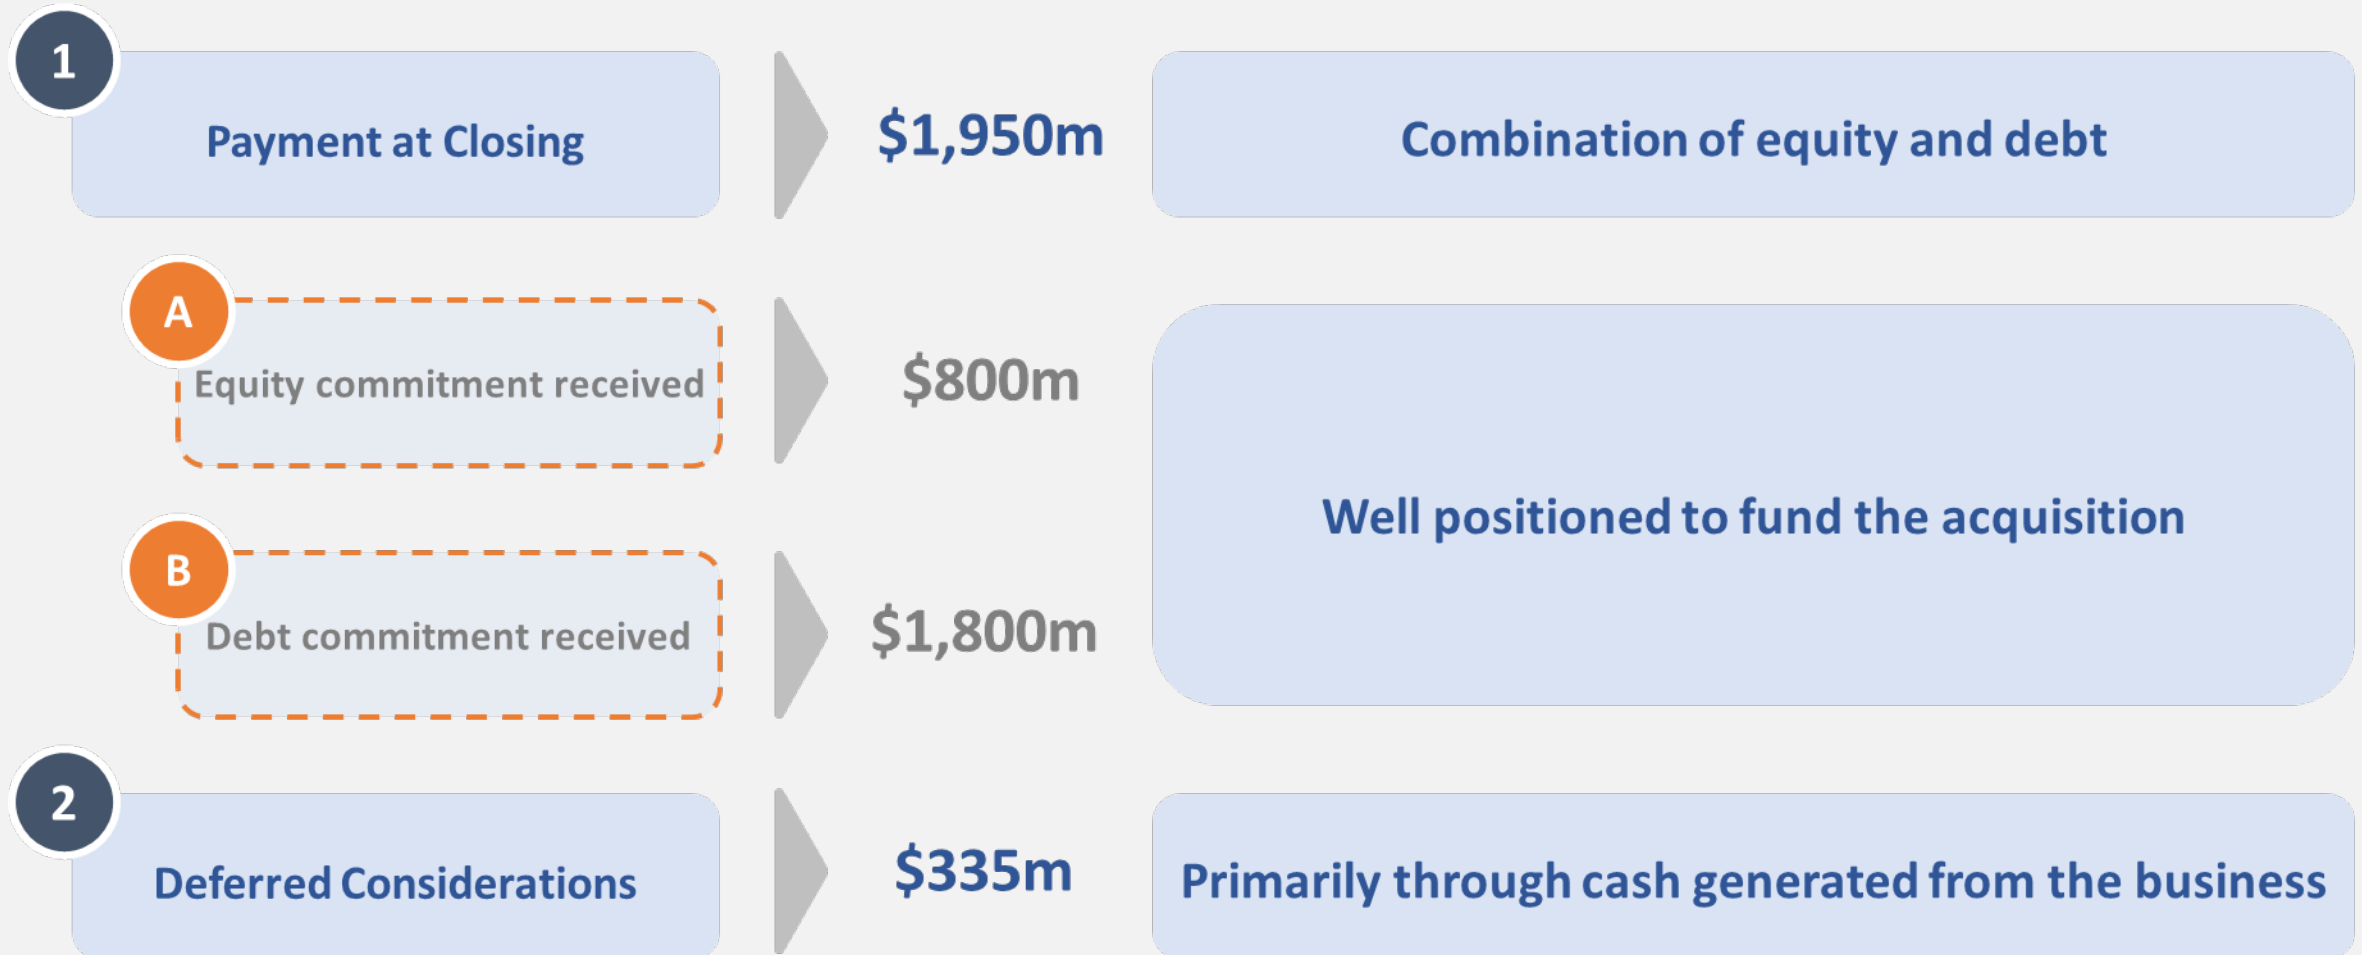 1
Payment at Closing
$1,950m
Combination of equity and debt
A
Equity commitment received
$800m
Well positioned to fund the acquisition
B
Debt commitment received
$1,800m
2
Deferred Considerations
$335m
Primarily through cash generated from the business